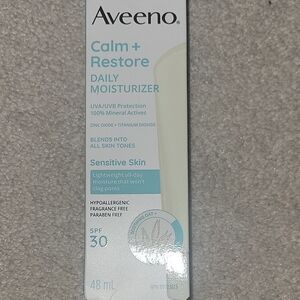 Aveeno®
Calm +
Restore
DAILY
MOISTURIZER
UVA/UVB Protection
100% Mineral Actives
ZINC OXIDE + TITANIUM DIOXIDE
BLENDS INTO
ALL SKIN TONES
Sensitive Skin
Lightweight all-day
moisture that won't
clog pores
HYPOALLERGENIC
FRAGRANCE FREE
PARABEN FREE
SPF
30
48 mL